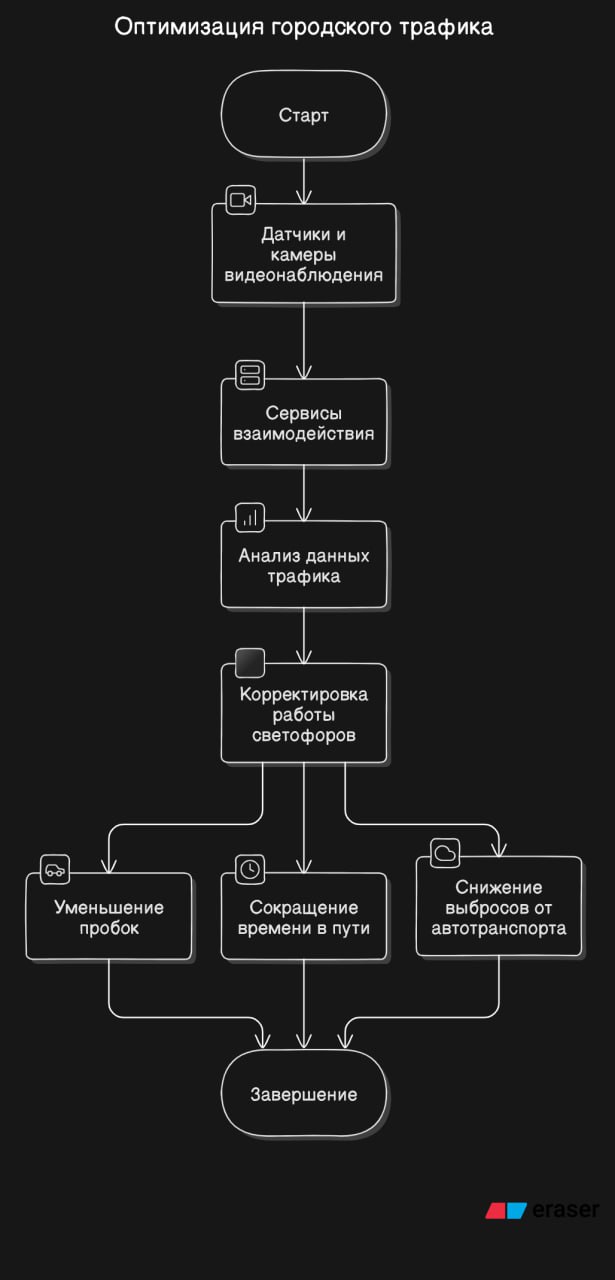 Оптимизация городского трафика
Старт
Датчики и
камеры
видеонаблюдения
Сервисы
взаимодействия
Анализ данных
трафика
Корректировка
работы
светофоров
Уменьшение
пробок
Сокращение
времени в пути
Снижение
выбросов от
автотранспорта
Завершение
eraser